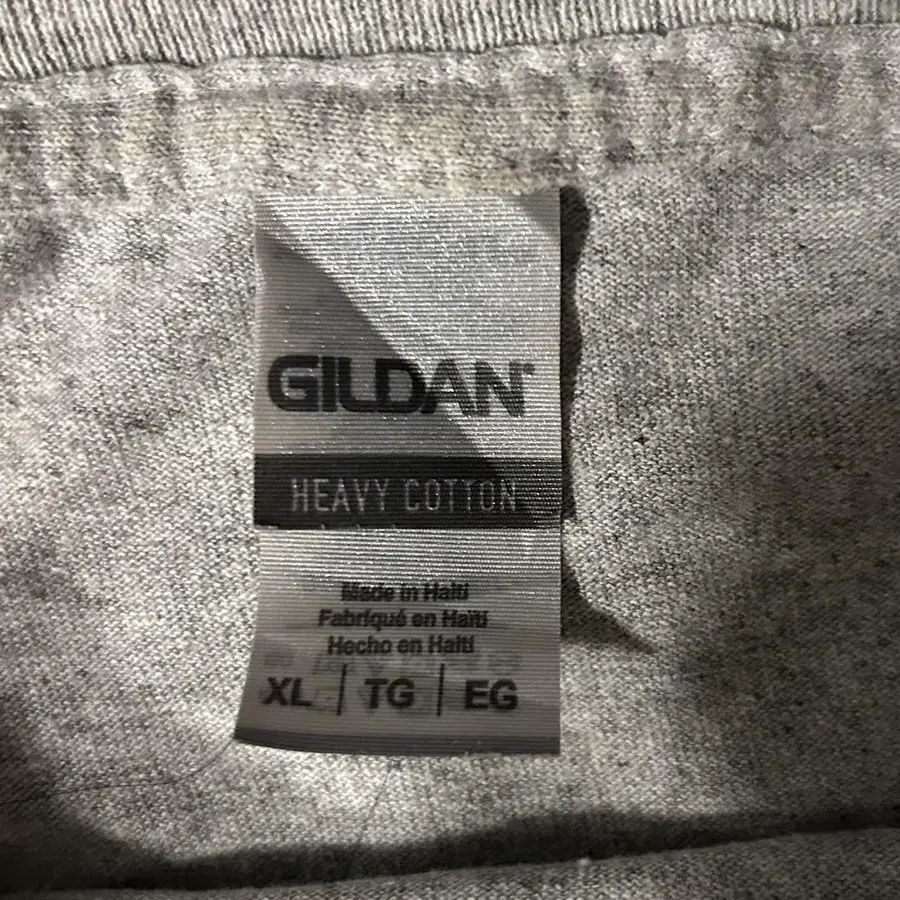 GILDAN
HEAVY COTTON
Made in Haiti
Fabriqué en Haïti
Hecho en Haití
XL | TG | EG